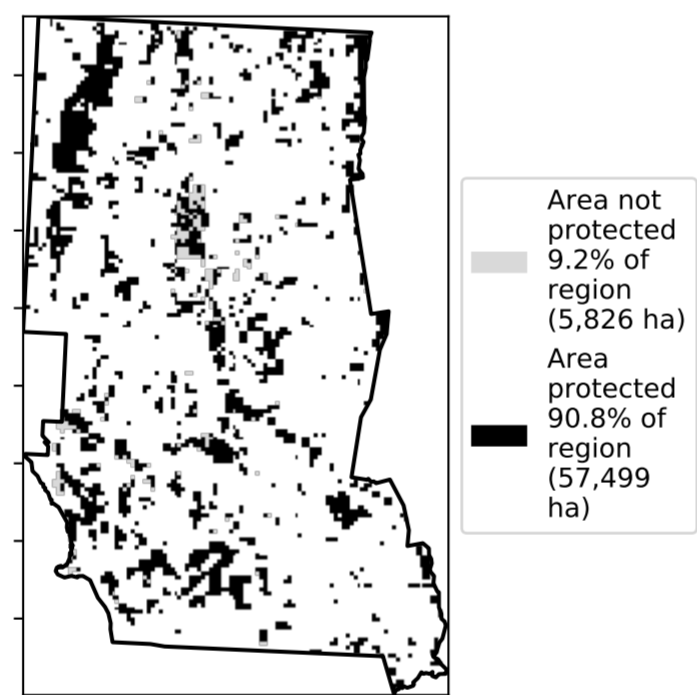 Area not
protected
9.2% of
region
(5,826 ha)
Area
protected
90.8% of
region
(57,499
ha)